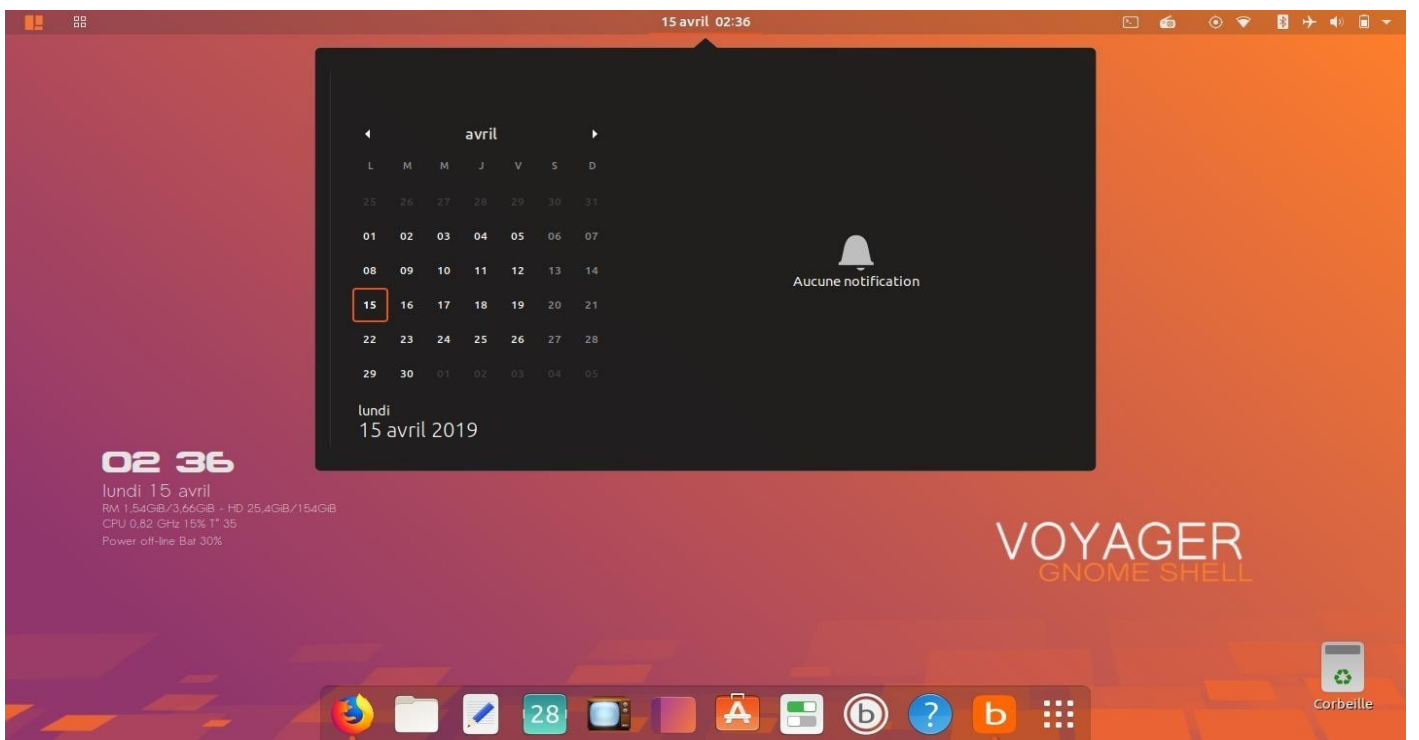 15 avril 02:36
avril
L M M J V S D
25 26 27 28 29 30 31
01 02 03 04 05 06 07
08 09 10 11 12 13 14
15 16 17 18 19 20 21
22 23 24 25 26 27 28
29 30 01 02 03 04 05
lundi
15 avril 2019
Aucune notification
02 36
lundi 15 avril
RM 1,54GiB/3,66GiB - HD 25,4GiB/154GiB
CPU 0,82 GHz 15% T° 35
Power off-line Bat 30%
VOYAGER
GNOME SHELL
28
A
b
?
b
Corbeille